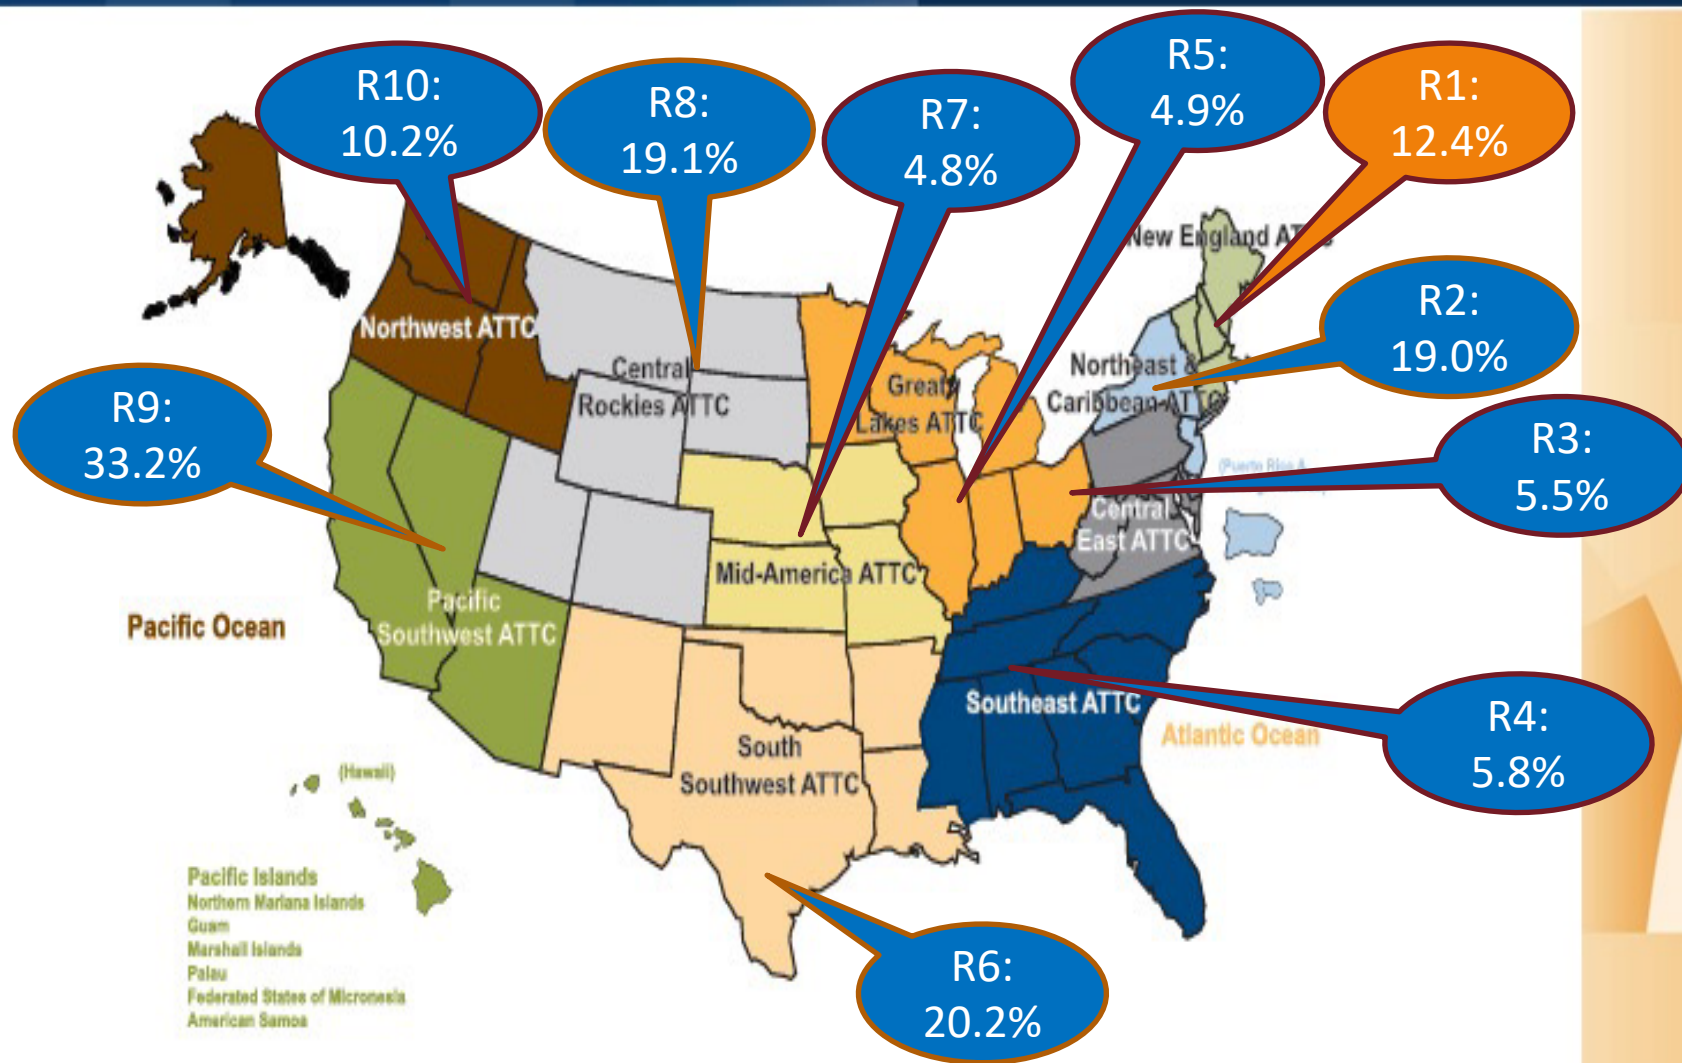 R10:
10.2%
R8:
19.1%
R7:
4.8%
R5:
4.9%
R1:
12.4%
New England
R2:
19.0%
Northwest ATTC
Central
Rockies ATTC
Great
Lakes ATTC
Northeast &
Caribbean ATTC
R9:
33.2%
R3:
5.5%
(Puerto Rico &
Central
East ATTC
Mid-America ATTC
Pacific
Southwest ATTC
Pacific Ocean
Southeast ATTC
R4:
5.8%
Atlantic Ocean
South
Southwest ATTC
(Hawaii)
Pacific Islands
Northern Mariana Islands
Guam
Marshall Islands
Palau
Federated States of Micronesia
American Samoa
R6:
20.2%